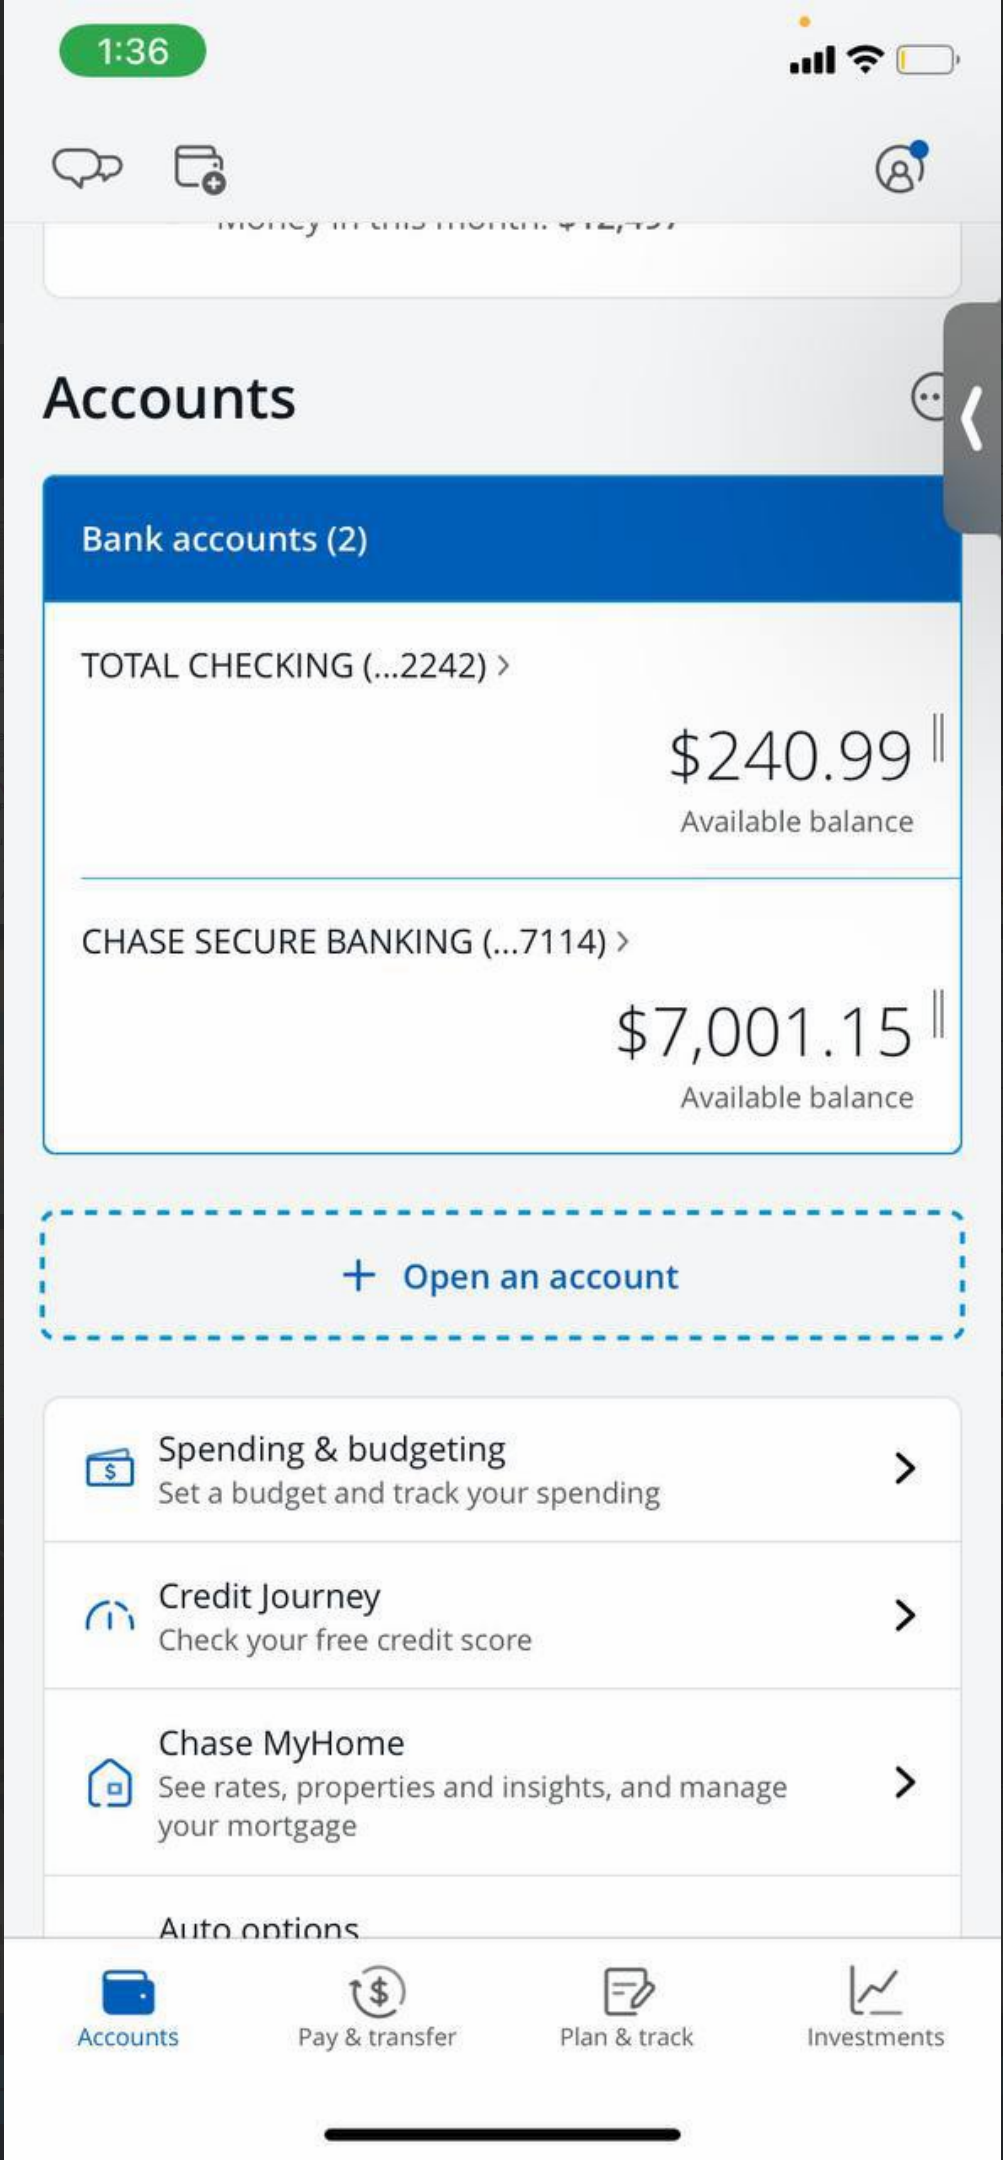 1:36
Money in this month: $12,497
Accounts
Bank accounts (2)
TOTAL CHECKING (...2242)
$240.99
Available balance
CHASE SECURE BANKING (...7114)
$7,001.15
Available balance
+ Open an account
Spending & budgeting
Set a budget and track your spending
Credit Journey
Check your free credit score
Chase MyHome
See rates, properties and insights, and manage
your mortgage
Auto options
Accounts
Pay & transfer
Plan & track
Investments